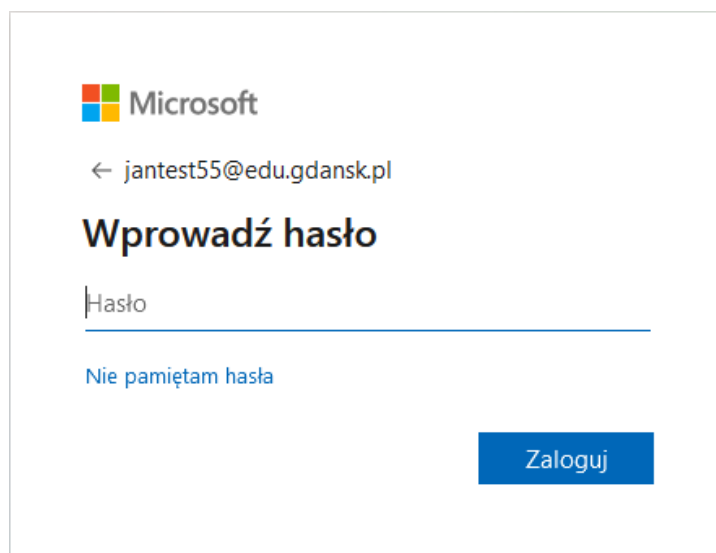 Microsoft
← jantest55@edu.gdansk.pl
Wprowadź hasło
Hasło
Nie pamiętam hasła
Zaloguj